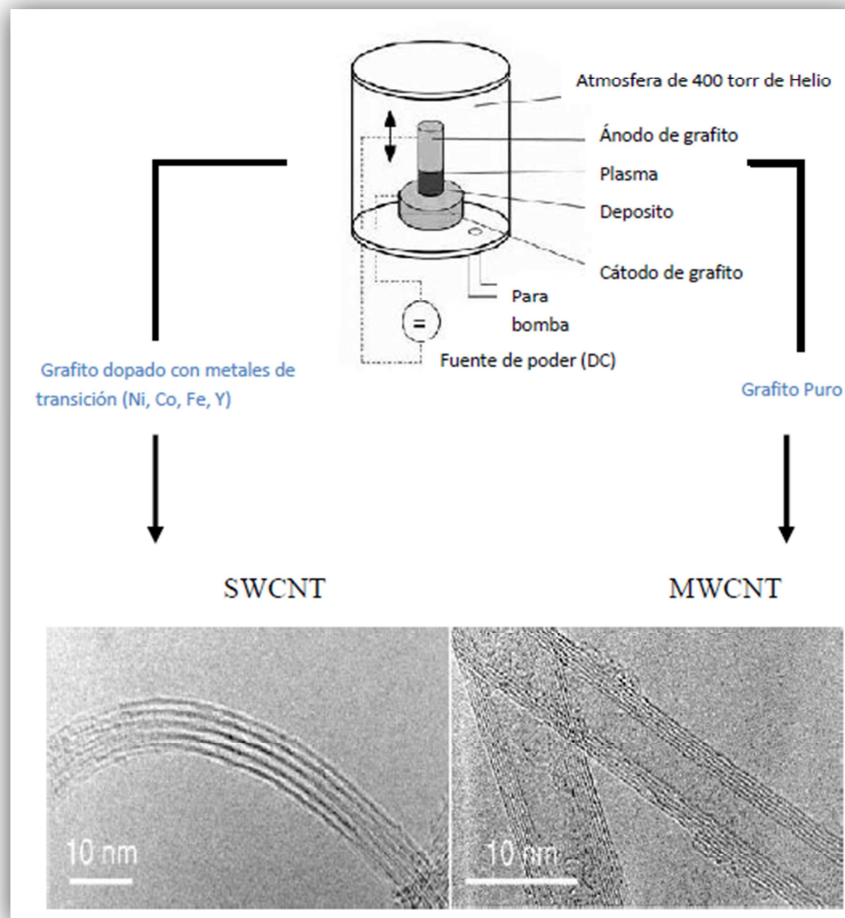 Atmosfera de 400 torr de Helio
Ánodo de grafito
Plasma
Deposito
Cátodo de grafito
Para
bomba
=
Fuente de poder (DC)
Grafito dopado con metales de
transición (Ni, Co, Fe, Y)
Grafito Puro
SWCNT
MWCNT
10 nm
10 nm